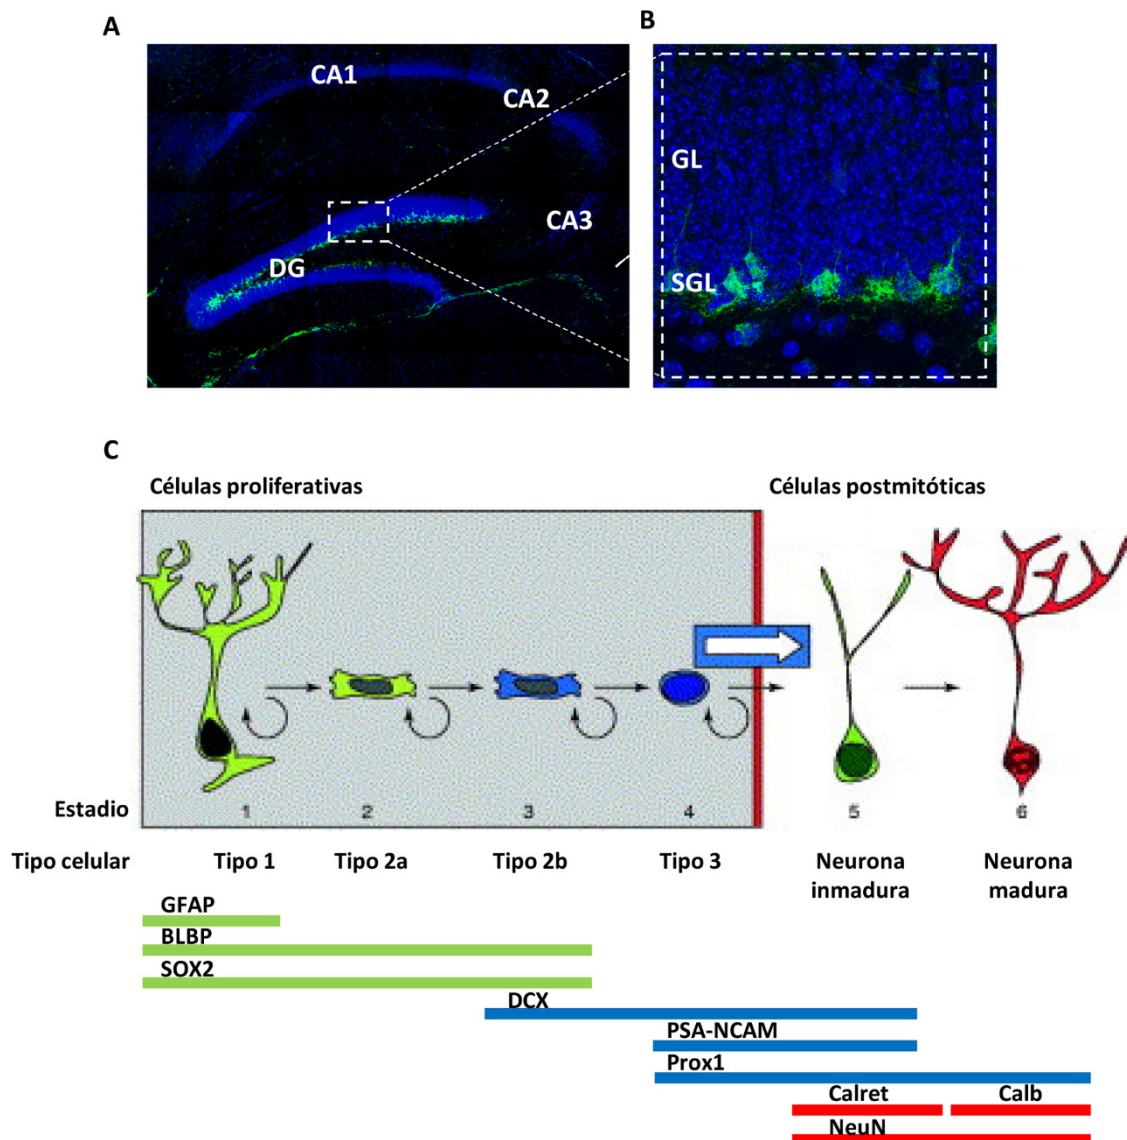 A
B
CA1
CA2
CA3
DG
GL
SGL
C
Células proliferativas
Células postmitóticas
Estadio
1
2
3
4
5
6
Tipo celular
Tipo 1
Tipo 2a
Tipo 2b
Tipo 3
Neurona
inmadura
Neurona
madura
GFAP
BLBP
SOX2
DCX
PSA-NCAM
Prox1
Calret
Calb
NeuN